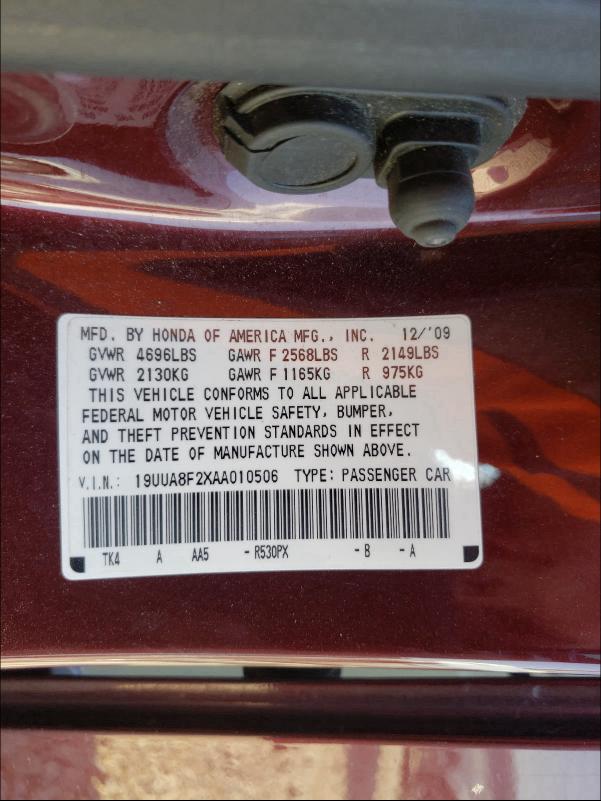 MFD. BY HONDA OF AMERICA MFG., INC. 12/'09
GVWR 4696LBS GAWR F 2568LBS R 2149LBS
GVWR 2130KG GAWR F 1165KG R 975KG
THIS VEHICLE CONFORMS TO ALL APPLICABLE
FEDERAL MOTOR VEHICLE SAFETY, BUMPER,
AND THEFT PREVENTION STANDARDS IN EFFECT
ON THE DATE OF MANUFACTURE SHOWN ABOVE.
V.I.N.: 19UUA8F2XAA010506 TYPE: PASSENGER CAR
TK4 A AA5 - R530PX - B - A